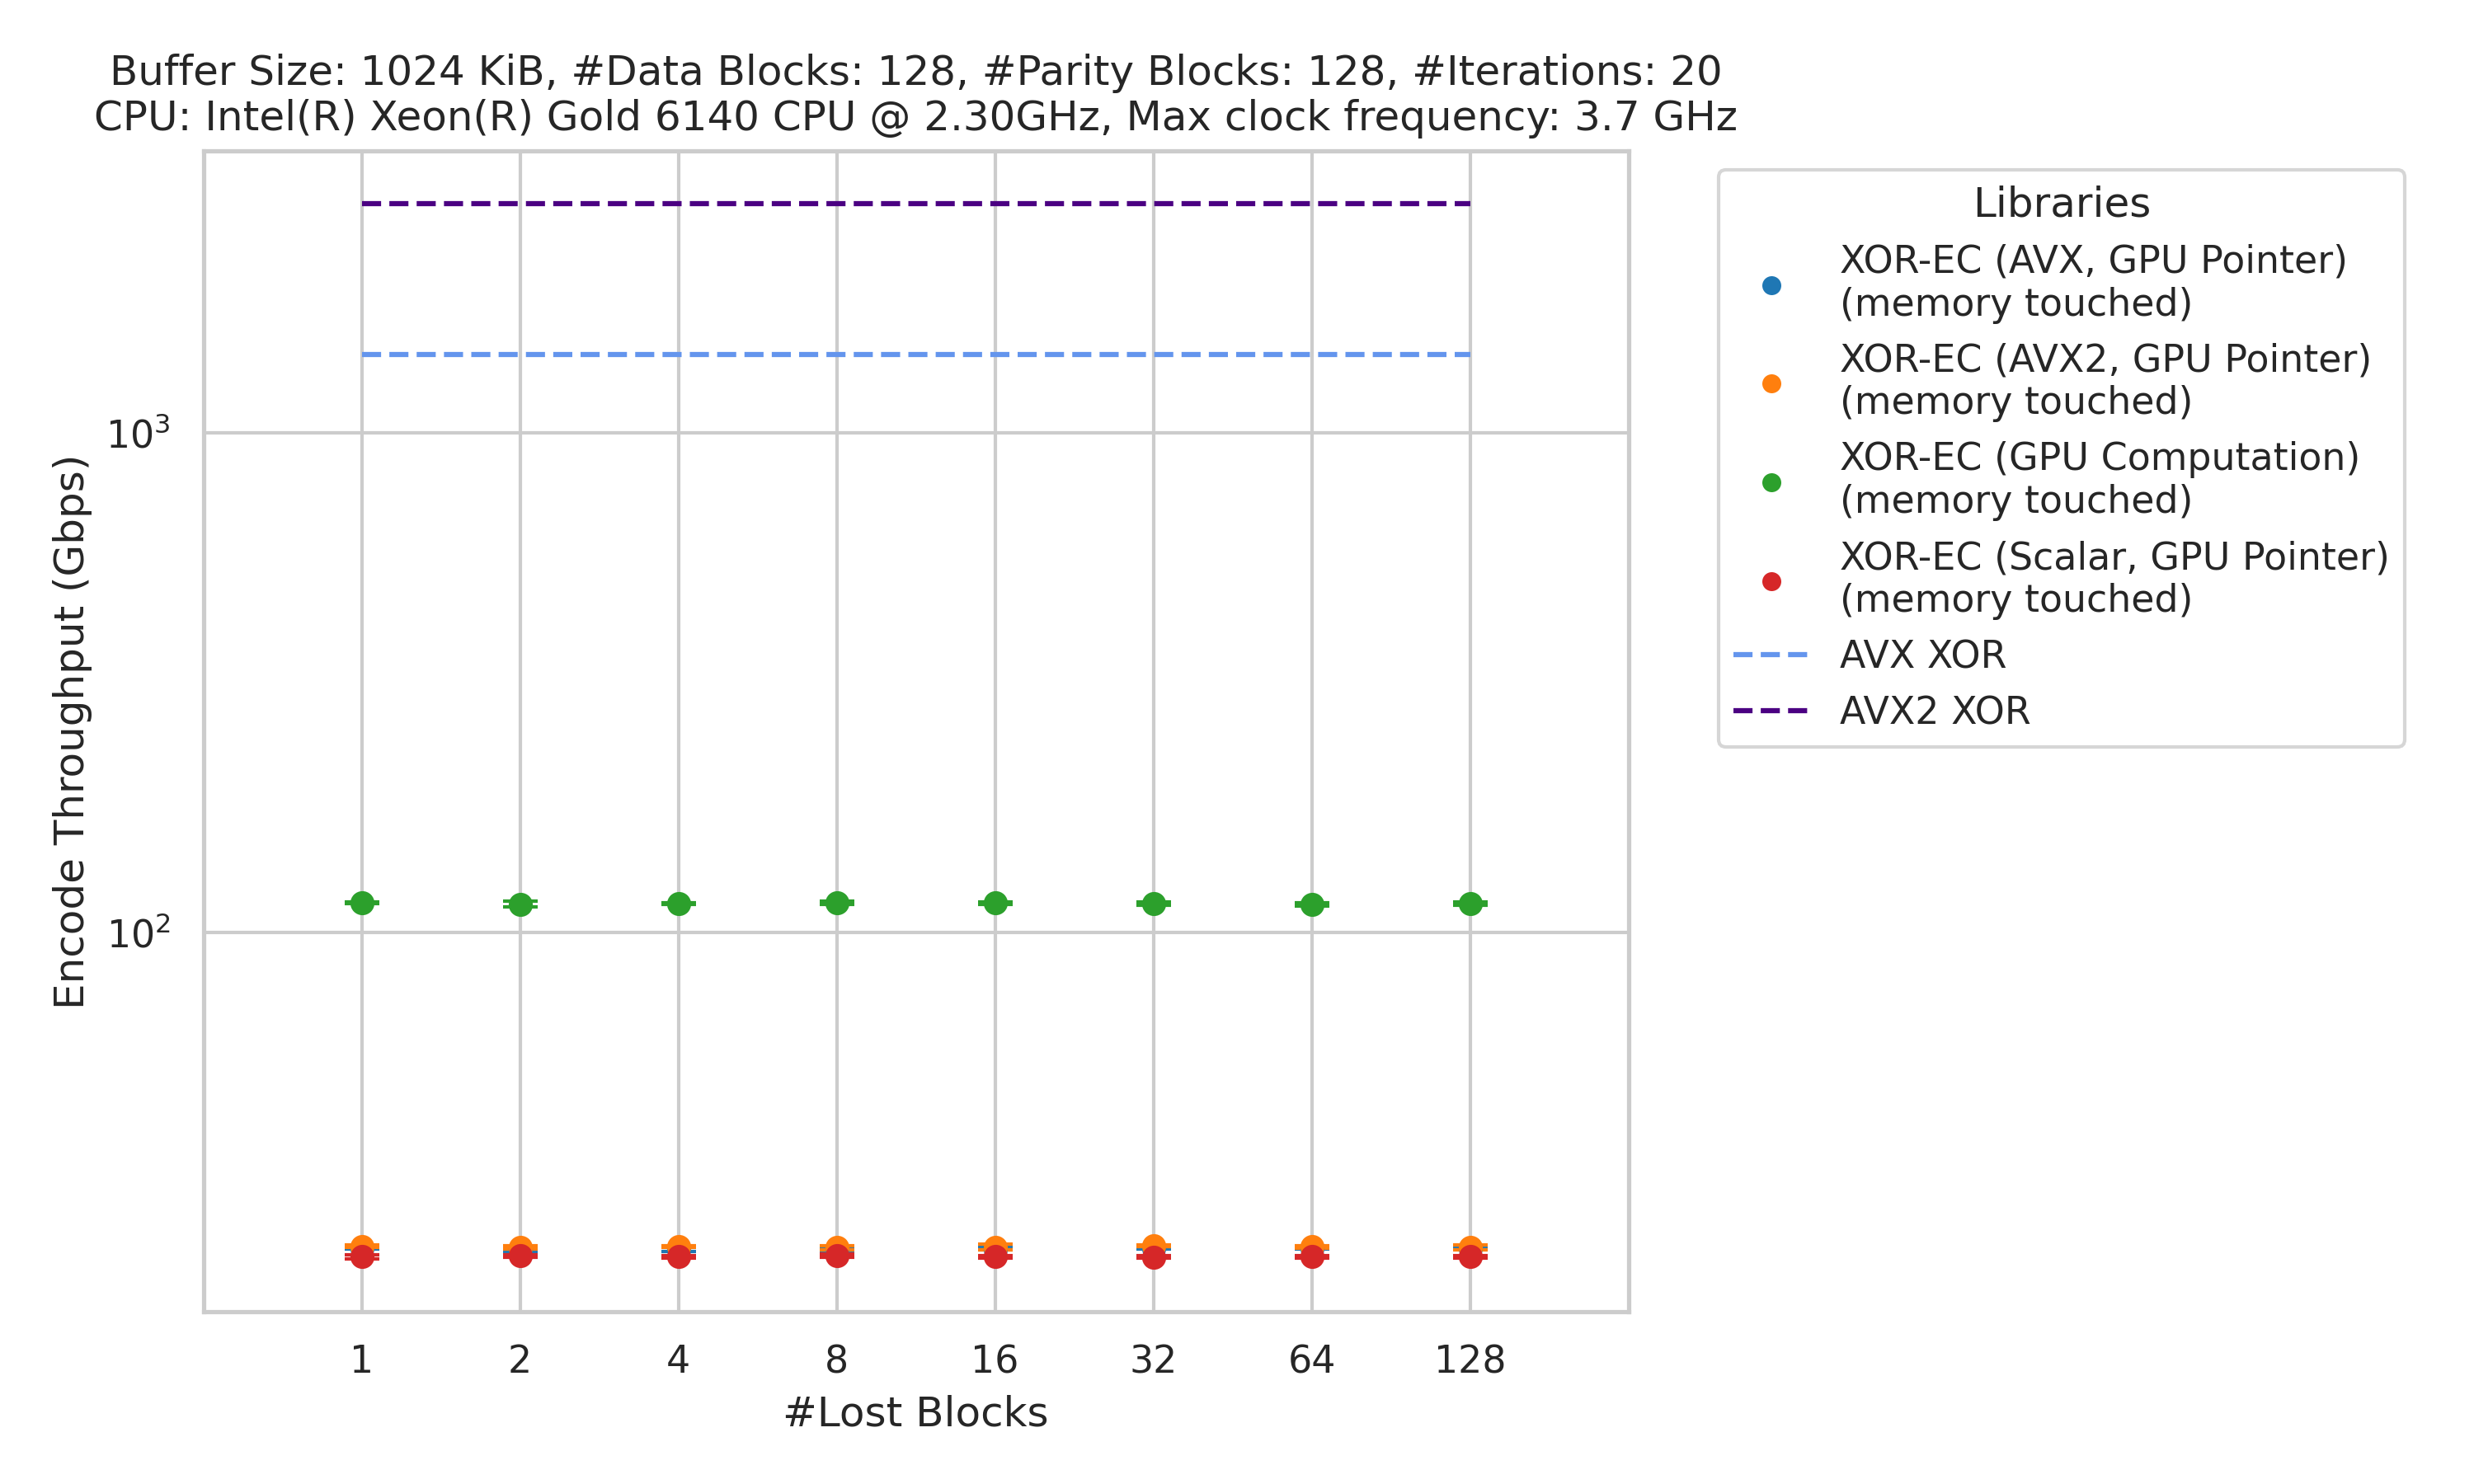 Buffer Size: 1024 KiB, #Data Blocks: 128, #Parity Blocks: 128, #Iterations: 20
CPU: Intel(R) Xeon(R) Gold 6140 CPU @ 2.30GHz, Max clock frequency: 3.7 GHz
Encode Throughput (Gbps)
10³
10²
1 2 4 8 16 32 64 128
#Lost Blocks
Libraries
XOR-EC (AVX, GPU Pointer)
(memory touched)
XOR-EC (AVX2, GPU Pointer)
(memory touched)
XOR-EC (GPU Computation)
(memory touched)
XOR-EC (Scalar, GPU Pointer)
(memory touched)
AVX XOR
AVX2 XOR